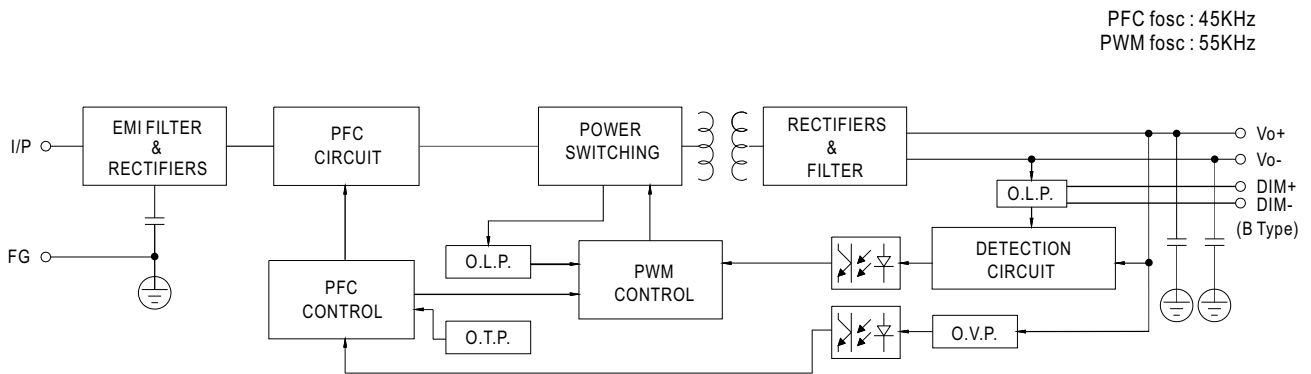 PFC fosc : 45KHz
PWM fosc : 55KHz
I/P
EMI FILTER
&
RECTIFIERS
PFC
CIRCUIT
POWER
SWITCHING
RECTIFIERS
&
FILTER
Vo+
Vo-
DIM+
DIM-
(B Type)
O.L.P.
FG
O.L.P.
PWM
CONTROL
DETECTION
CIRCUIT
PFC
CONTROL
O.T.P.
O.V.P.